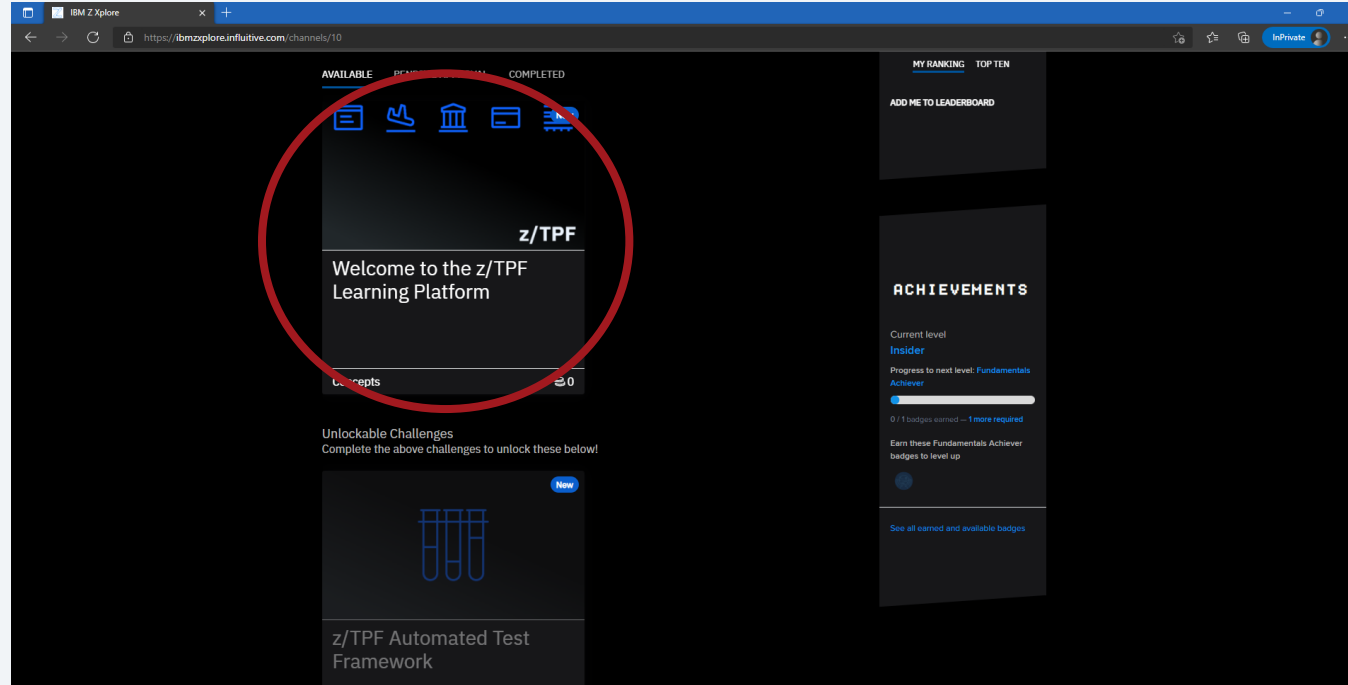 IBM Z Xplore
https://ibmzxplore.influitive.com/channels/10
InPrivate
AVAILABLE COMPLETED
New
z/TPF
Welcome to the z/TPF
Learning Platform
Concepts 0
Unlockable Challenges
Complete the above challenges to unlock these below!
New
z/TPF Automated Test
Framework
MY RANKING TOP TEN
ADD ME TO LEADERBOARD
ACHIEVEMENTS
Current level
Insider
Progress to next level: Fundamentals
Achiever
0 / 1 badges earned — 1 more required
Earn these Fundamentals Achiever
badges to level up
See all earned and available badges